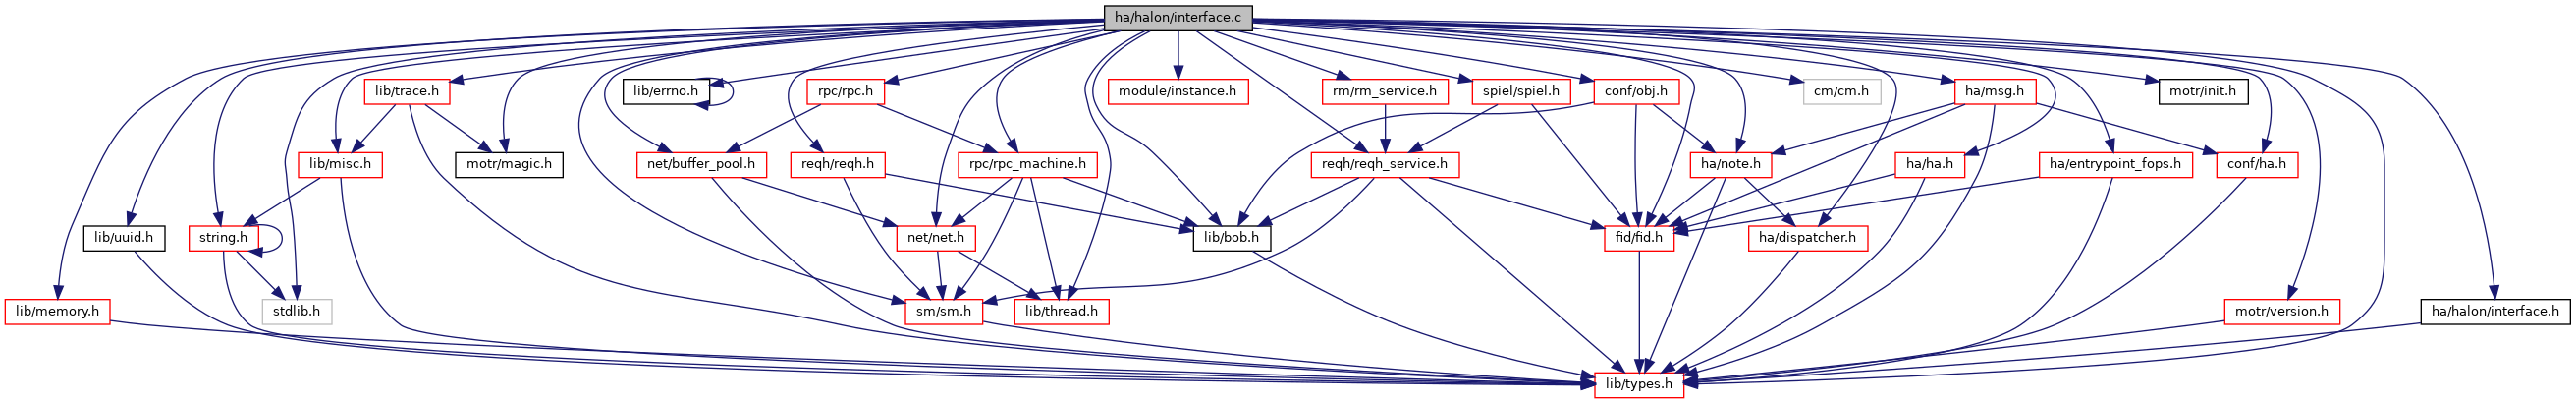 ha/halon/interface.c
lib/trace.h
lib/errno.h
rpc/rpc.h
module/instance.h
rm/rm_service.h
spiel/spiel.h
conf/obj.h
cm/cm.h
ha/msg.h
motr/init.h
lib/misc.h
motr/magic.h
net/buffer_pool.h
reqh/reqh.h
rpc/rpc_machine.h
reqh/reqh_service.h
ha/note.h
ha/ha.h
ha/entrypoint_fops.h
conf/ha.h
lib/uuid.h
string.h
net/net.h
lib/bob.h
fid/fid.h
ha/dispatcher.h
lib/memory.h
stdlib.h
sm/sm.h
lib/thread.h
motr/version.h
ha/halon/interface.h
lib/types.h